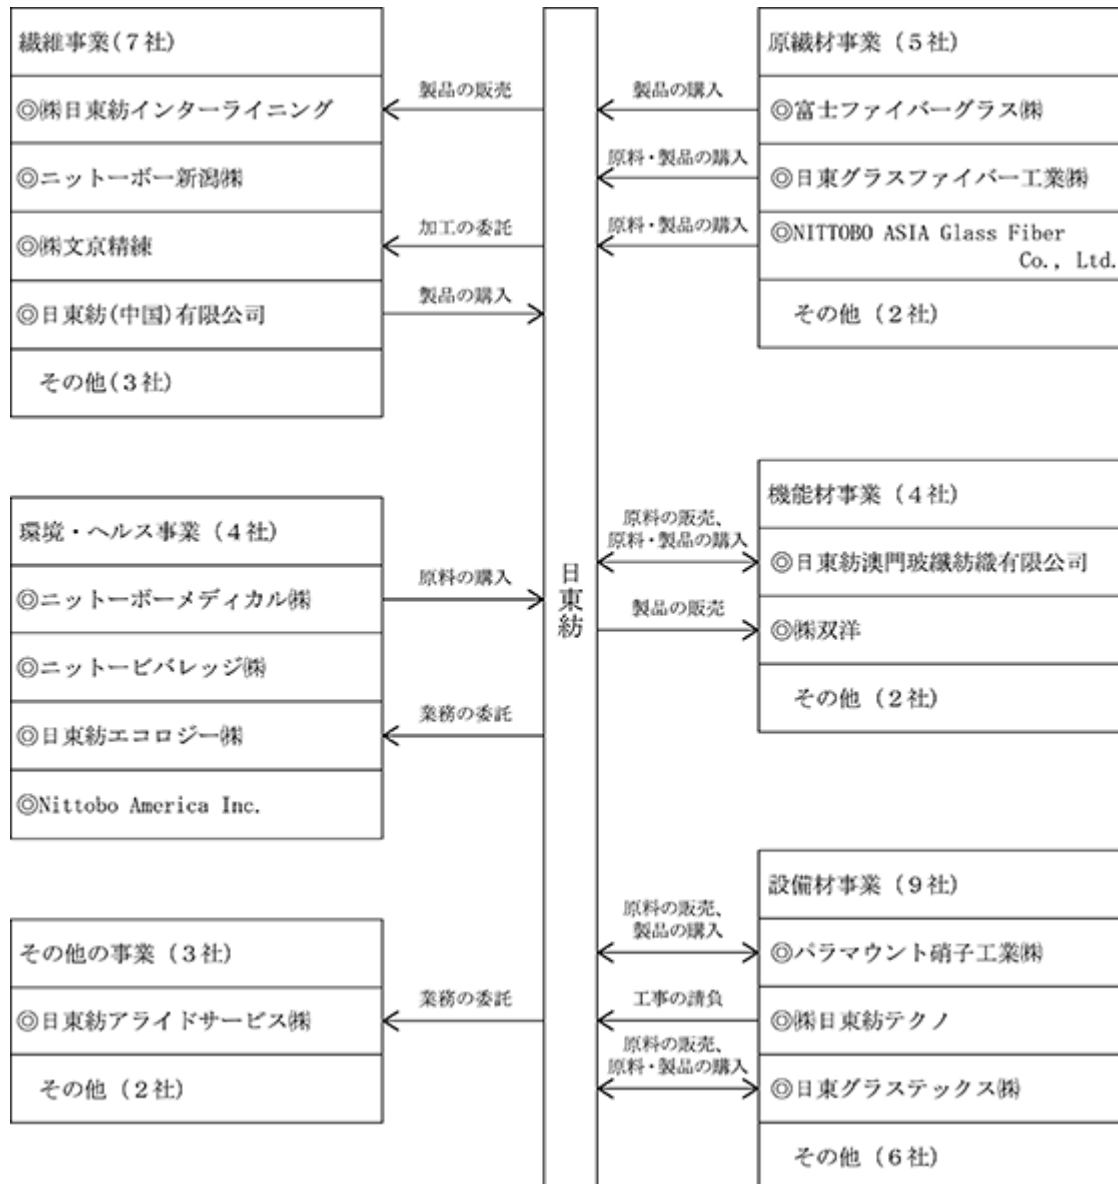 繊維事業(７社)
◎㈱日東紡インターライニング
製品の販売
◎ニットーボー新潟㈱
◎㈱文京精練
加工の委託
◎日東紡(中国)有限公司
製品の購入
その他(３社)
環境・ヘルス事業（４社）
◎ニットーボーメディカル㈱
原料の購入
◎ニットービバレッジ㈱
◎日東紡エコロジー㈱
業務の委託
◎Nittobo America Inc.
その他の事業（３社）
◎日東紡アライドサービス㈱
業務の委託
その他（２社）
日東紡
原繊材事業（５社）
製品の購入
◎富士ファイバーグラス㈱
原料・製品の購入
◎日東グラスファイバー工業㈱
原料・製品の購入
◎NITTOBO ASIA Glass Fiber
Co., Ltd.
その他（２社）
機能材事業（４社）
原料の販売、
原料・製品の購入
◎日東紡澳門玻纖紡織有限公司
製品の販売
◎㈱双洋
その他（２社）
設備材事業（９社）
原料の販売、
製品の購入
◎パラマウント硝子工業㈱
工事の請負
◎㈱日東紡テクノ
原料の販売、
原料・製品の購入
◎日東グラステックス㈱
その他（６社）